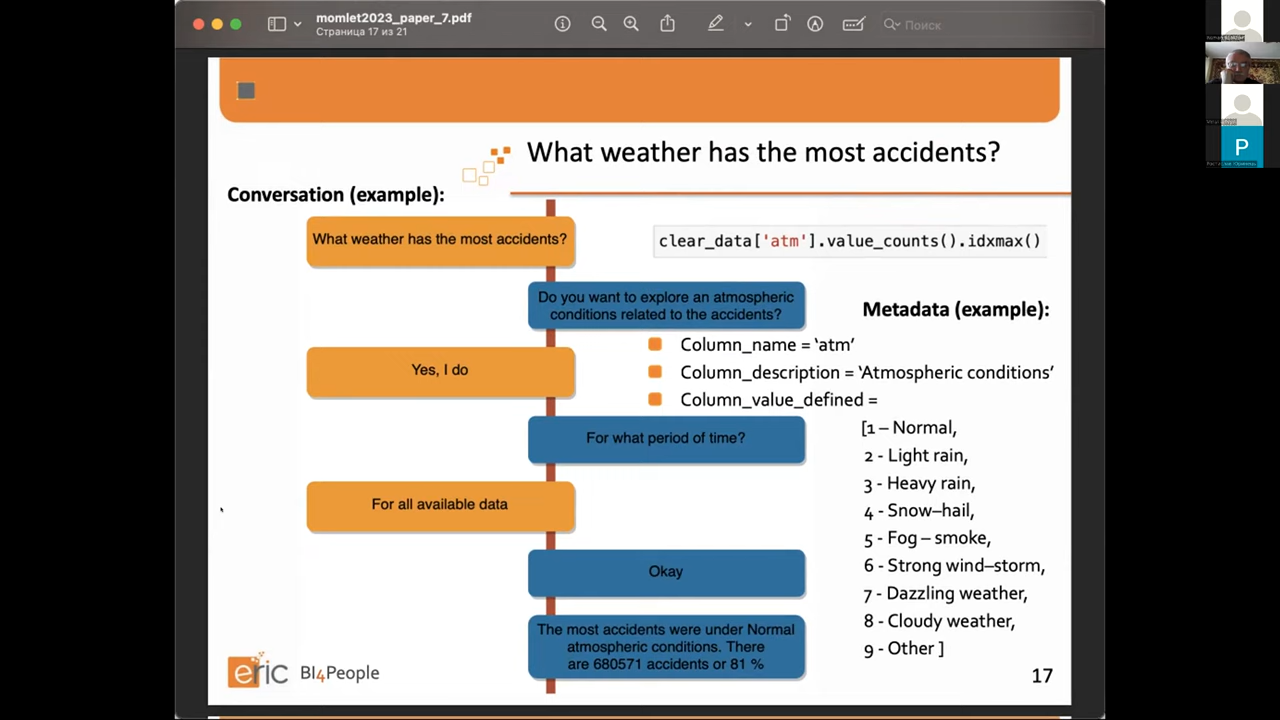 momlet2023_paper_7.pdf
Страница 17 из 21
Поиск
What weather has the most accidents?
Conversation (example):
What weather has the most accidents?
clear_data['atm'].value_counts().idxmax()
Do you want to explore an atmospheric
conditions related to the accidents?
Metadata (example):
Column_name = ‘atm’
Yes, I do
Column_description = ‘Atmospheric conditions’
Column_value_defined =
[1 – Normal,
For what period of time?
2 - Light rain,
3 - Heavy rain,
For all available data
4 - Snow–hail,
5 - Fog – smoke,
6 - Strong wind–storm,
Okay
7 - Dazzling weather,
8 - Cloudy weather,
9 - Other ]
The most accidents were under Normal
atmospheric conditions. There
are 680571 accidents or 81 %
eric
BI4People
17
P